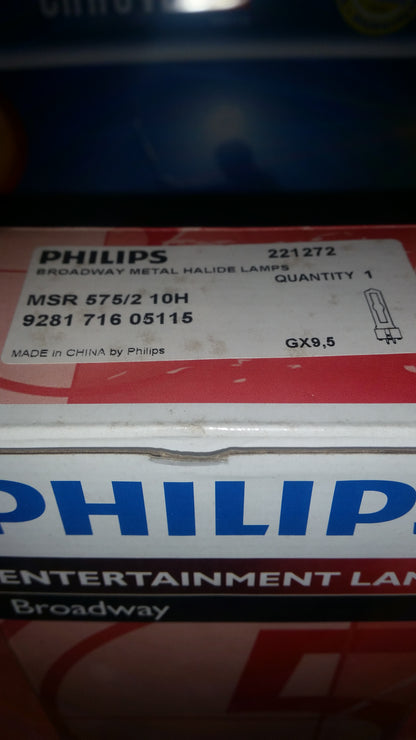 PHILIPS 221272
BROADWAY METAL HALIDE LAMPS
QUANTITY 1
MSR 575/2 10H
9281 716 05115
GX9,5
MADE in CHINA by Philips
PHILIPS
ENTERTAINMENT LAM
Broadway